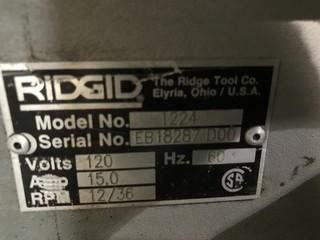 RIDGID
The Ridge Tool Co.
Elyria, Ohio / U.S.A.
Model No. 1224
Serial No. EB18287 D00
Volts 120 Hz. 60
Amp 15.0
RPM 12/36